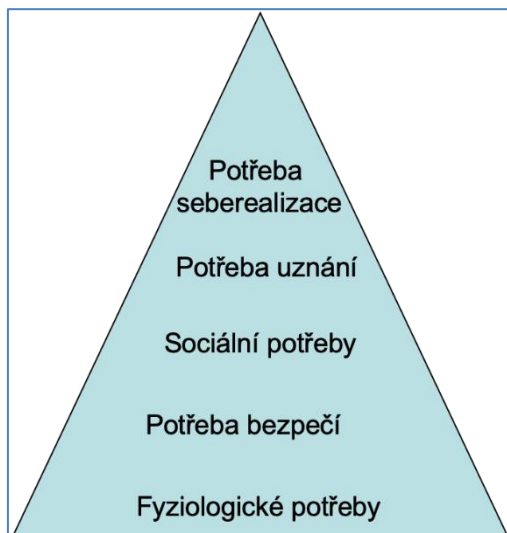 Potřeba
seberealizace
Potřeba uznání
Sociální potřeby
Potřeba bezpečí
Fyziologické potřeby